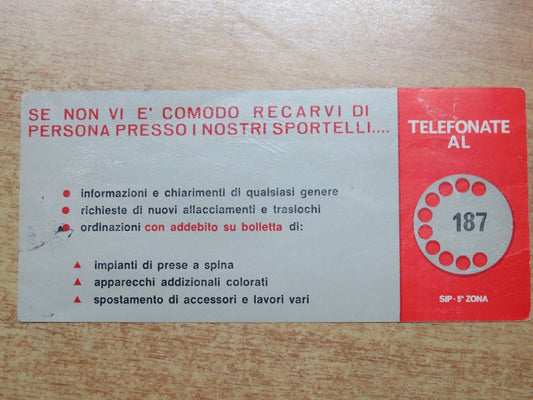 SE NON VI E' COMODO RECARVI DI
PERSONA PRESSO I NOSTRI SPORTELLI....
● informazioni e chiarimenti di qualsiasi genere
● richieste di nuovi allacciamenti e traslochi
● ordinazioni con addebito su bolletta di:
▲ impianti di prese a spina
▲ apparecchi addizionali colorati
▲ spostamento di accessori e lavori vari
TELEFONATE
AL
187
SIP - 5ª ZONA